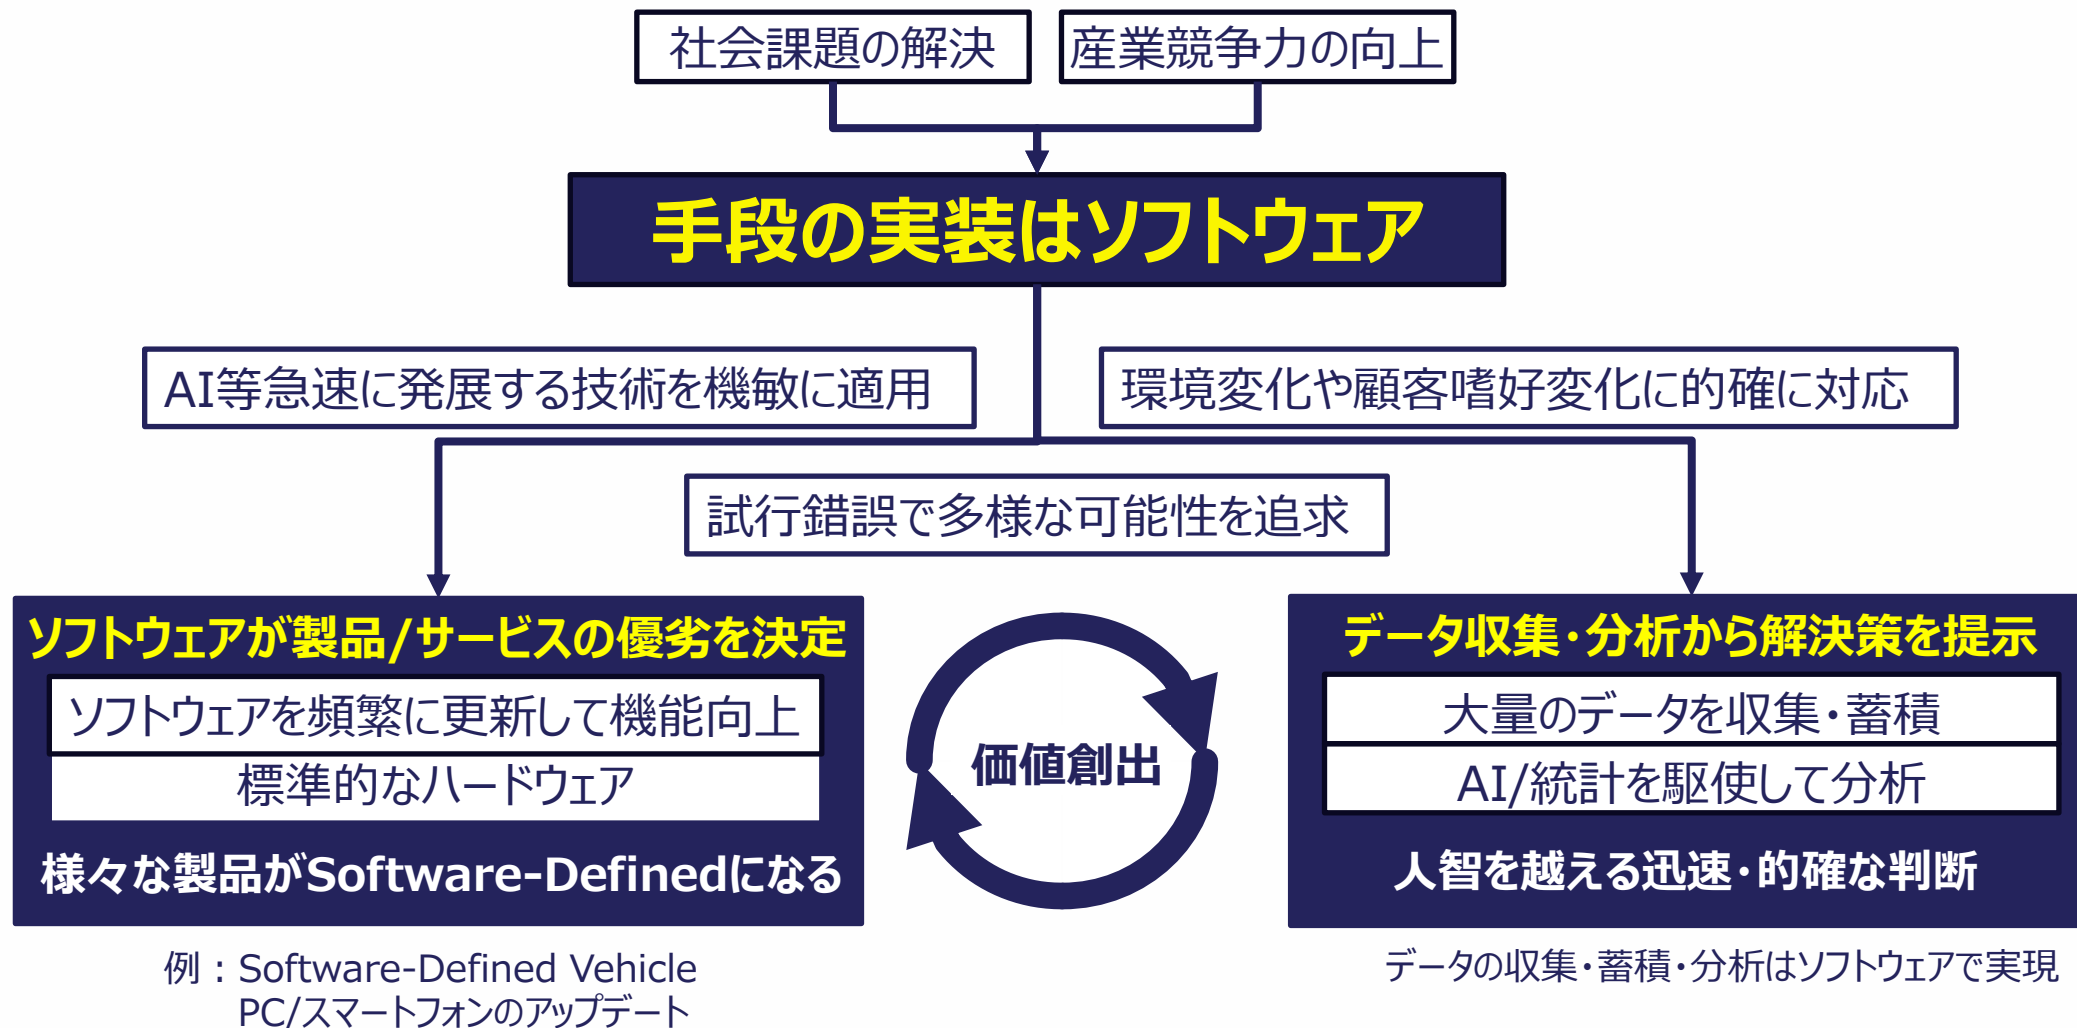 社会課題の解決
産業競争力の向上
手段の実装はソフトウェア
AI等急速に発展する技術を機敏に適用
環境変化や顧客嗜好変化に的確に対応
試行錯誤で多様な可能性を追求
ソフトウェアが製品/サービスの優劣を決定
ソフトウェアを頻繁に更新して機能向上
標準的なハードウェア
様々な製品がSoftware-Definedになる
例：Software-Defined Vehicle
PC/スマートフォンのアップデート
価値創出
データ収集・分析から解決策を提示
大量のデータを収集・蓄積
AI/統計を駆使して分析
人智を越える迅速・的確な判断
データの収集・蓄積・分析はソフトウェアで実現